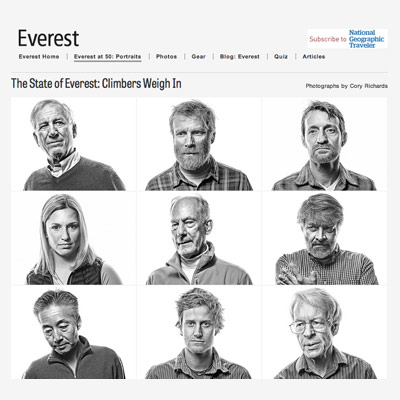 Everest
Subscribe to National Geographic Traveler
Everest Home | Everest at 50: Portraits | Photos | Gear | Blog: Everest | Quiz | Articles
The State of Everest: Climbers Weigh In
Photographs by Cory Richards